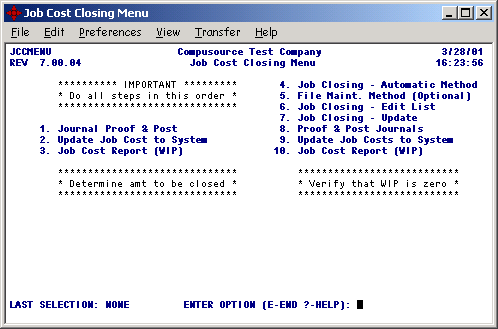 Job Cost Closing Menu
File Edit Preferences View Transfer Help
JCCMENU Compusource Test Company 3/28/01
REV 7.00.04 Job Cost Closing Menu 16:23:56
********** IMPORTANT *********
* Do all steps in this order *
******************************
1. Journal Proof & Post
2. Update Job Cost to System
3. Job Cost Report (WIP)
******************************
* Determine amt to be closed *
******************************
4. Job Closing - Automatic Method
5. File Maint. Method (Optional)
6. Job Closing - Edit List
7. Job Closing - Update
8. Proof & Post Journals
9. Update Job Costs to System
10. Job Cost Report (WIP)
***************************
* Verify that WIP is zero *
***************************
LAST SELECTION: NONE ENTER OPTION (E-END ?-HELP):